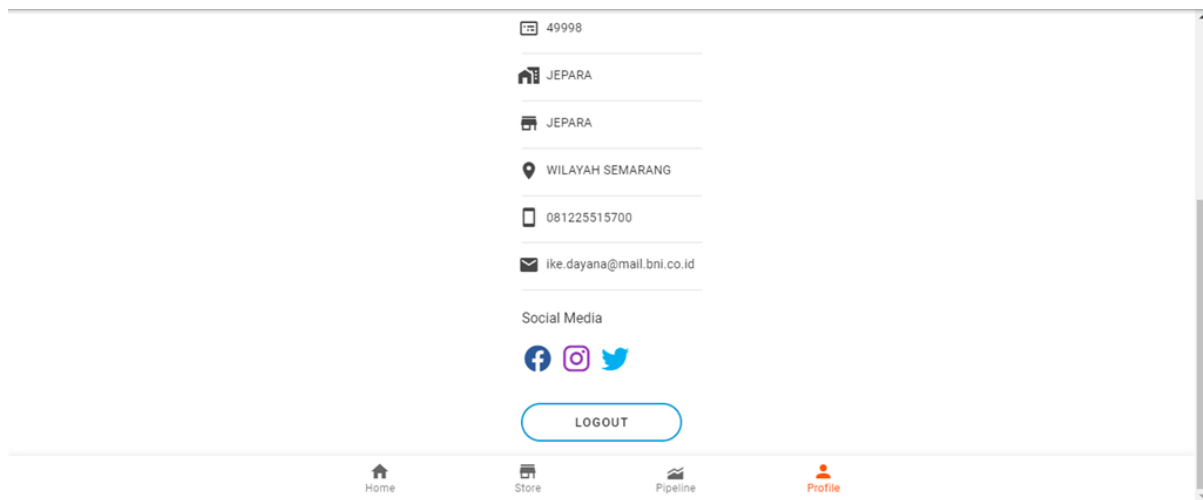 49998
JEPARA
JEPARA
WILAYAH SEMARANG
081225515700
ike.dayana@mail.bni.co.id
Social Media
LOGOUT
Home Store Pipeline Profile